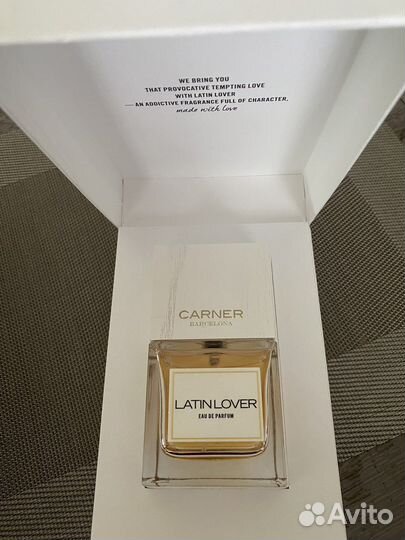 WE BRING YOU
THAT PROVOCATIVE TEMPTING LOVE
WITH LATIN LOVER
—AN ADDICTIVE FRAGRANCE FULL OF CHARACTER,
made with love
CARNER
BARCELONA
LATIN LOVER
EAU DE PARFUM
Avito